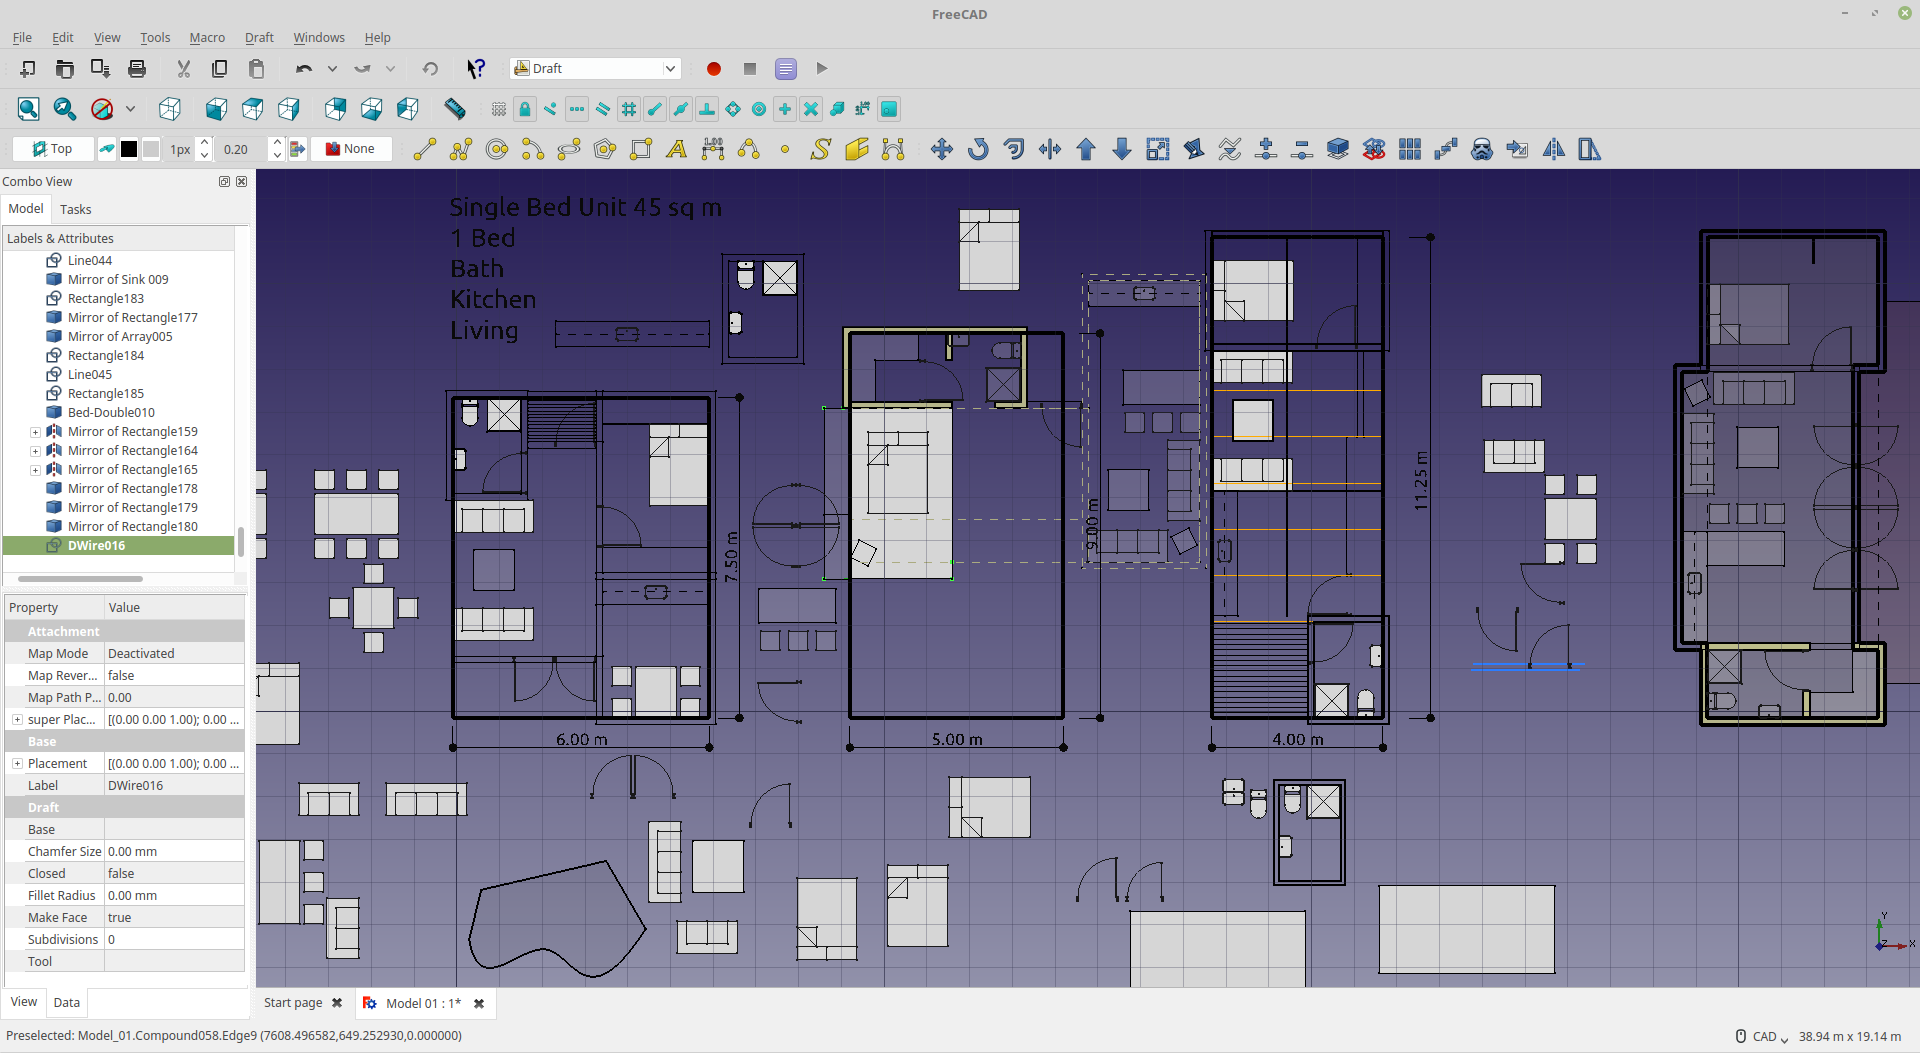 FreeCAD
File Edit View Tools Macro Draft Windows Help
Draft
Top 1px 0.20 None
Combo View
Model Tasks
Labels & Attributes
Line044
Mirror of Sink 009
Rectangle183
Mirror of Rectangle177
Mirror of Array005
Rectangle184
Line045
Rectangle185
Bed-Double010
Mirror of Rectangle159
Mirror of Rectangle164
Mirror of Rectangle165
Mirror of Rectangle178
Mirror of Rectangle179
Mirror of Rectangle180
DWire016
Property Value
Attachment
Map Mode Deactivated
Map Rever... false
Map Path P... 0.00
super Plac... [(0.00 0.00 1.00); 0.00 ...
Base
Placement [(0.00 0.00 1.00); 0.00 ...
Label DWire016
Draft
Base
Chamfer Size 0.00 mm
Closed false
Fillet Radius 0.00 mm
Make Face true
Subdivisions 0
Tool
View Data
Single Bed Unit 45 sq m
1 Bed
Bath
Kitchen
Living
7.50 m
9.00 m
11.25 m
6.00 m
5.00 m
4.00 m
Y
Z
X
Start page
Model 01 : 1*
Preselected: Model_01.Compound058.Edge9 (7608.496582,649.252930,0.000000)
CAD
38.94 m x 19.14 m